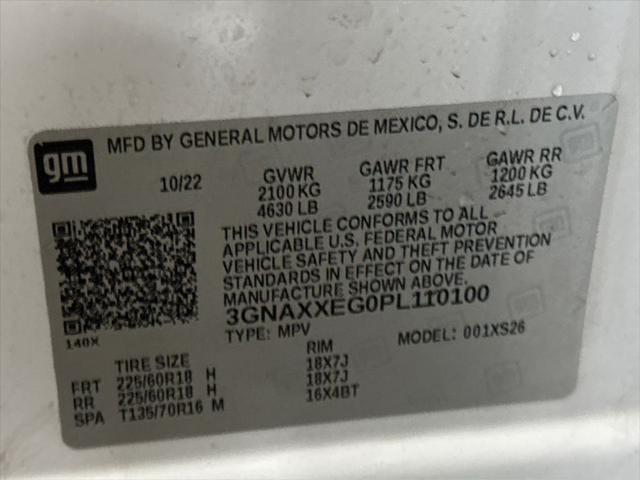 gm
MFD BY GENERAL MOTORS DE MEXICO, S. DE R.L. DE C.V.
10/22 GVWR GAWR FRT GAWR RR
2100 KG 1175 KG 1200 KG
4630 LB 2590 LB 2645 LB
THIS VEHICLE CONFORMS TO ALL
APPLICABLE U.S. FEDERAL MOTOR
VEHICLE SAFETY AND THEFT PREVENTION
STANDARDS IN EFFECT ON THE DATE OF
MANUFACTURE SHOWN ABOVE.
3GNAXXEG0PL110100
140X TYPE: MPV MODEL: 001XS26
TIRE SIZE RIM
FRT 225/60R18 H 18X7J
RR 225/60R18 H 18X7J
SPA T135/70R16 M 16X4BT